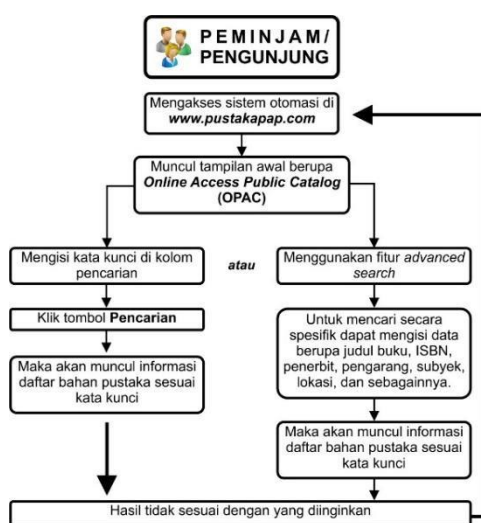 PEMINJAM/
PENGUNJUNG
Mengakses sistem otomasi di
www.pustakapap.com
Muncul tampilan awal berupa
Online Access Public Catalog
(OPAC)
Mengisi kata kunci di kolom
pencarian
atau
Menggunakan fitur advanced
search
Klik tombol Pencarian
Untuk mencari secara
spesifik dapat mengisi data
berupa judul buku, ISBN,
penerbit, pengarang, subyek,
lokasi, dan sebagainnya.
Maka akan muncul informasi
daftar bahan pustaka sesuai
kata kunci
Maka akan muncul informasi
daftar bahan pustaka sesuai
kata kunci
Hasil tidak sesuai dengan yang diinginkan